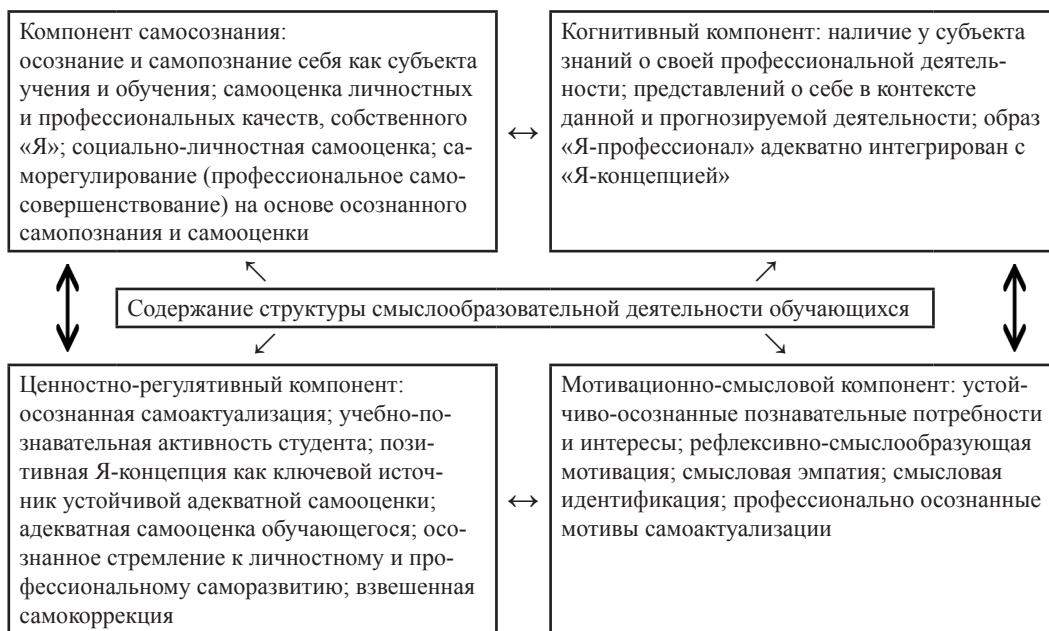 Компонент самосознания:
осознание и самопознание себя как субъекта
учения и обучения; самооценка личностных
и профессиональных качеств, собственного
«Я»; социально-личностная самооценка; са-
морегулирование (профессиональное само-
совершенствование) на основе осознанного
самопознания и самооценки
Когнитивный компонент: наличие у субъекта
знаний о своей профессиональной деятель-
ности; представлений о себе в контексте
данной и прогнозируемой деятельности; образ
«Я-профессионал» адекватно интегрирован с
«Я-концепцией»
Содержание структуры смыслообразовательной деятельности обучающихся
Ценностно-регулятивный компонент:
осознанная самоактуализация; учебно-по-
знавательная активность студента; пози-
тивная Я-концепция как ключевой источ-
ник устойчивой адекватной самооценки;
адекватная самооценка обучающегося; осо-
знанное стремление к личностному и про-
фессиональному саморазвитию; взвешенная
самокоррекция
Мотивационно-смысловой компонент: устой-
чиво-осознанные познавательные потребности
и интересы; рефлексивно-смыслообразующая
мотивация; смысловая эмпатия; смысловая
идентификация; профессионально осознанные
мотивы самоактуализации